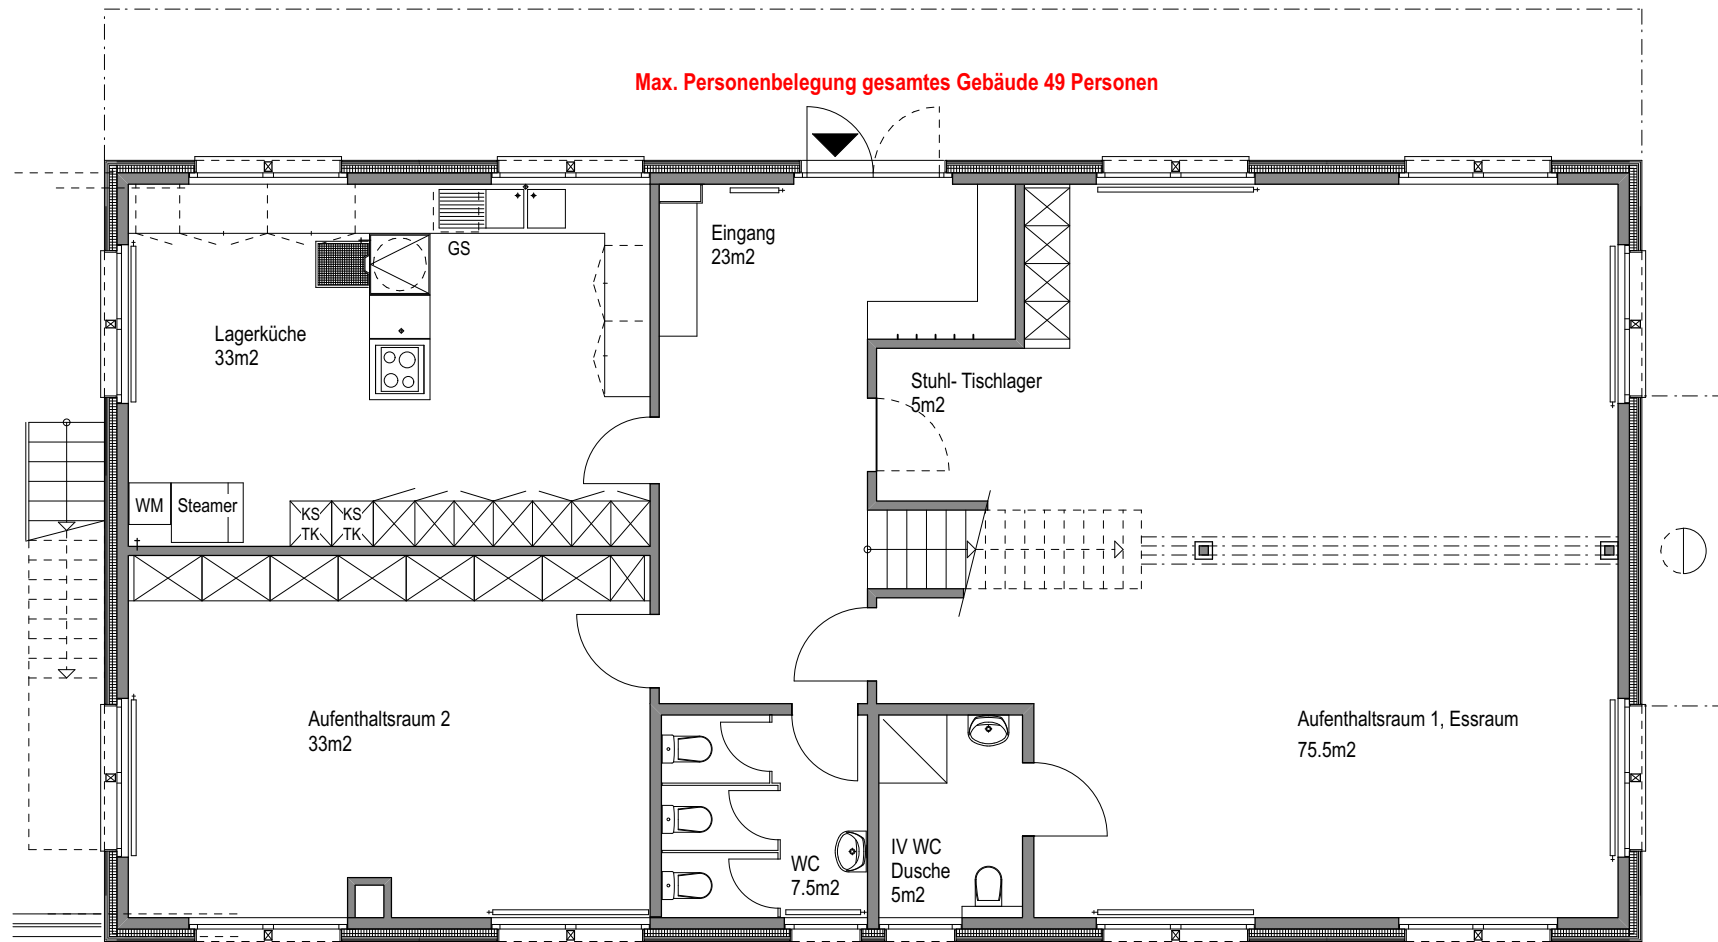 Max. Personenbelegung gesamtes Gebäude 49 Personen
Eingang
23m2
GS
Lagerküche
33m2
Stuhl- Tischlager
5m2
WM
Steamer
KS
TK
KS
TK
Aufenthaltsraum 2
33m2
Aufenthaltsraum 1, Essraum
75.5m2
WC
7.5m2
IV WC
Dusche
5m2